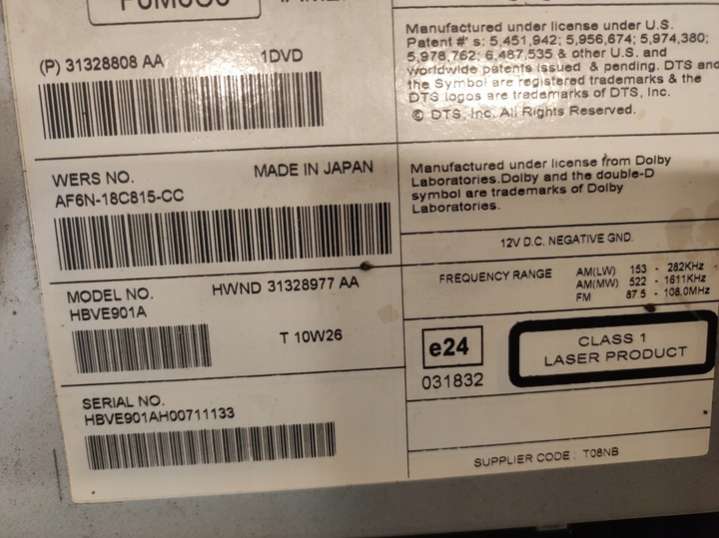 (P) 31328808 AA 1DVD
WERS NO. MADE IN JAPAN
AF6N-18C815-CC
MODEL NO. HWND 31328977 AA
HBVE901A
T 10W26
SERIAL NO.
HBVE901AH00711133
Manufactured under license under U.S.
Patent #' s: 5,451,942; 5,956,674; 5,974,380;
5,978,762; 6,487,535 & other U.S. and
worldwide patents issued & pending. DTS and
the Symbol are registered trademarks & the
DTS logos are trademarks of DTS, Inc.
© DTS, Inc. All Rights Reserved.
Manufactured under license from Dolby
Laboratories.Dolby and the double-D
symbol are trademarks of Dolby
Laboratories.
12V D.C. NEGATIVE GND.
FREQUENCY RANGE AM(LW) 153 - 282KHz
AM(MW) 522 - 1611KHz
FM 87.5 - 108.0MHz
e24
031832
CLASS 1
LASER PRODUCT
SUPPLIER CODE : T08NB